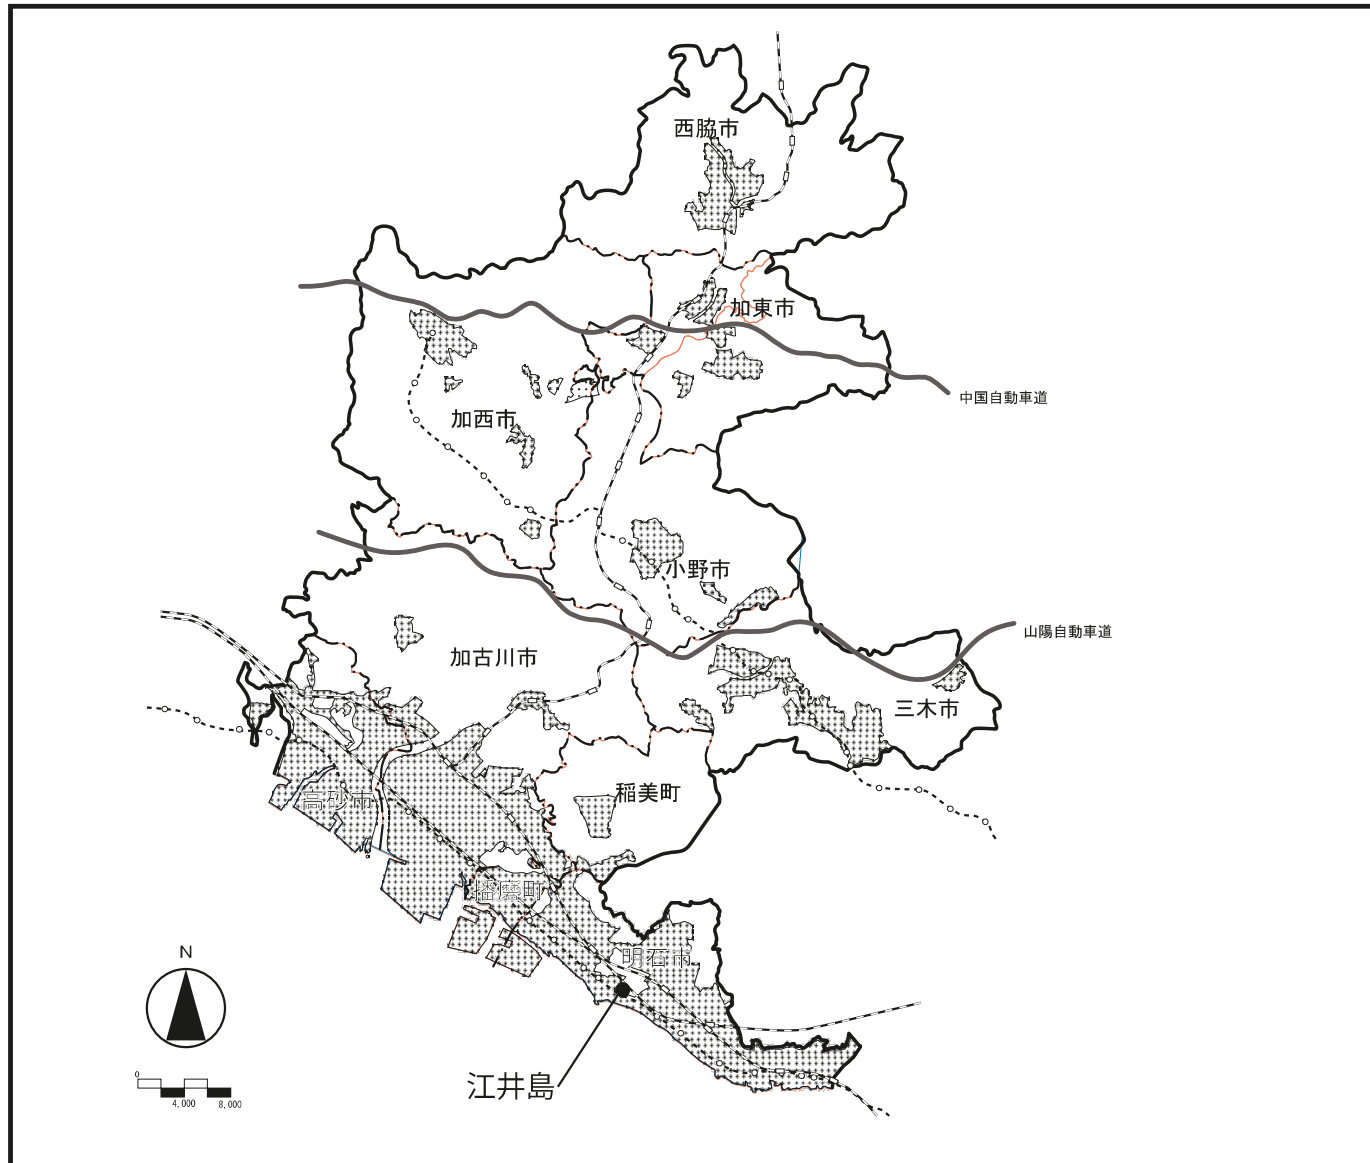 西脇市
加東市
中国自動車道
加西市
小野市
山陽自動車道
加古川市
三木市
稲美町
高砂市
播磨町
明石市
N
江井島
0
4,000 8,000